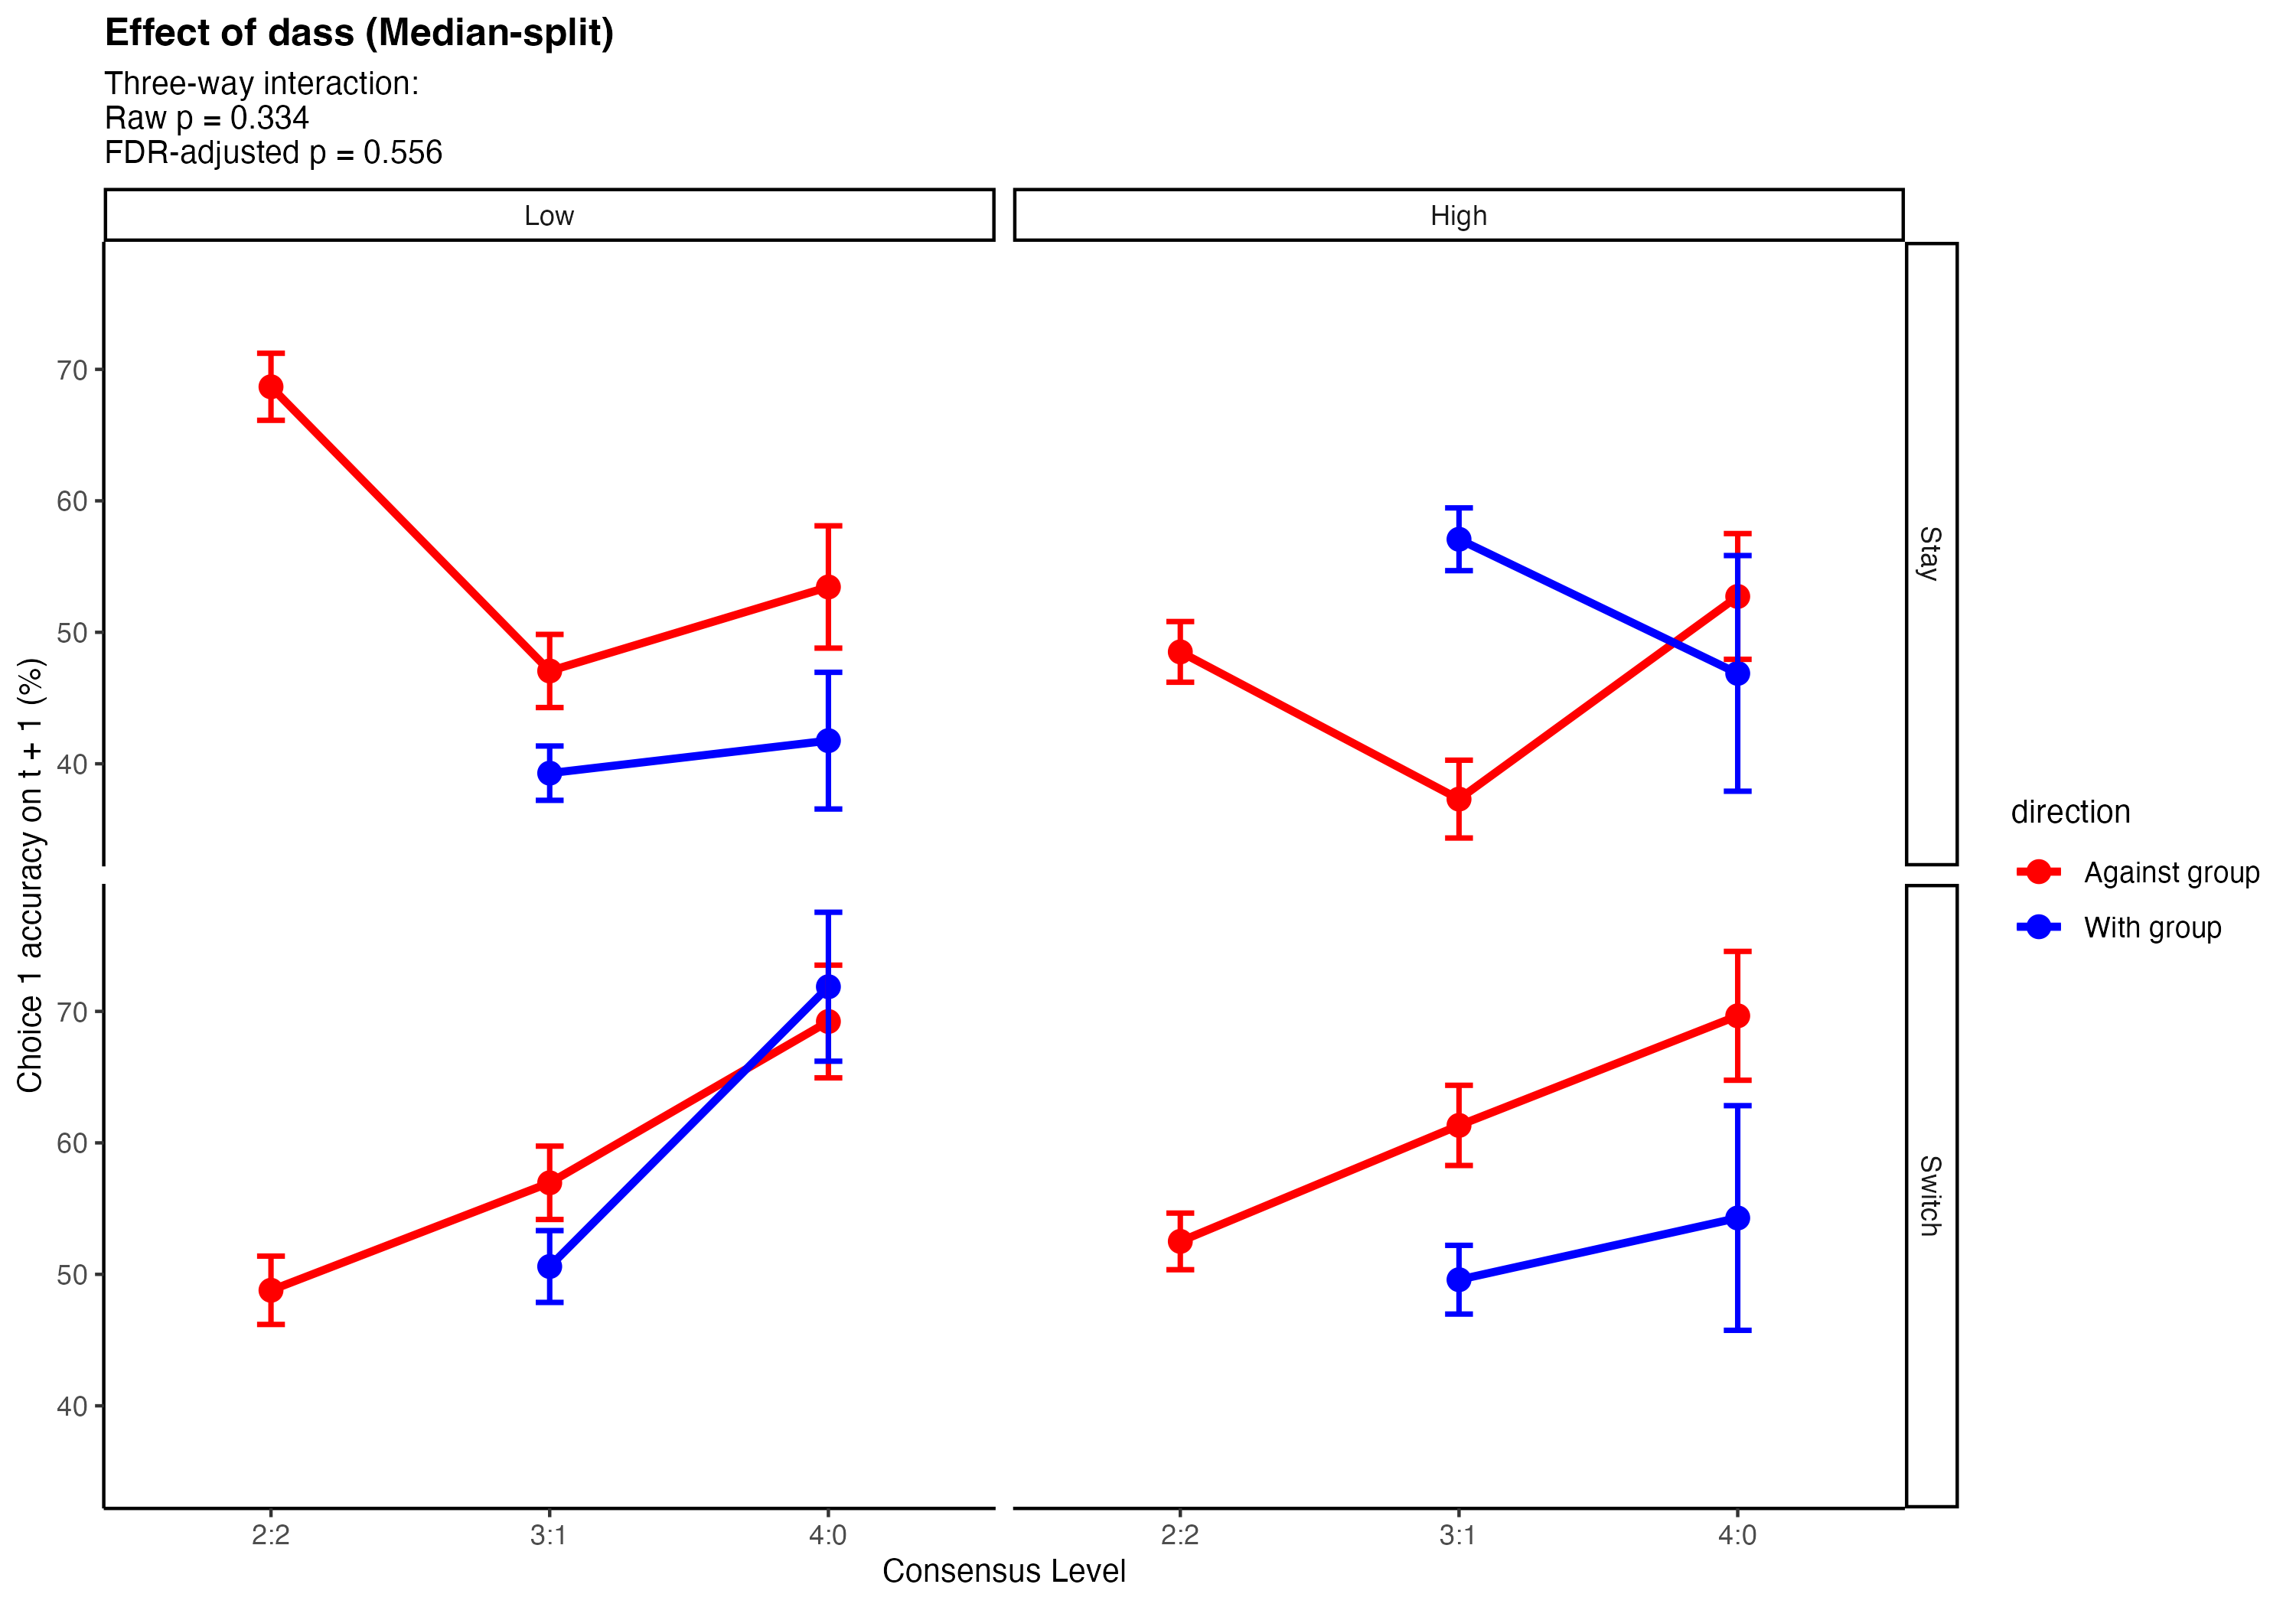 Effect of dass (Median-split)
Three-way interaction:
Raw p = 0.334
FDR-adjusted p = 0.556
Low
High
Stay
Switch
Choice 1 accuracy on t + 1 (%)
70
60
50
40
70
60
50
40
2:2
3:1
4:0
2:2
3:1
4:0
Consensus Level
direction
Against group
With group